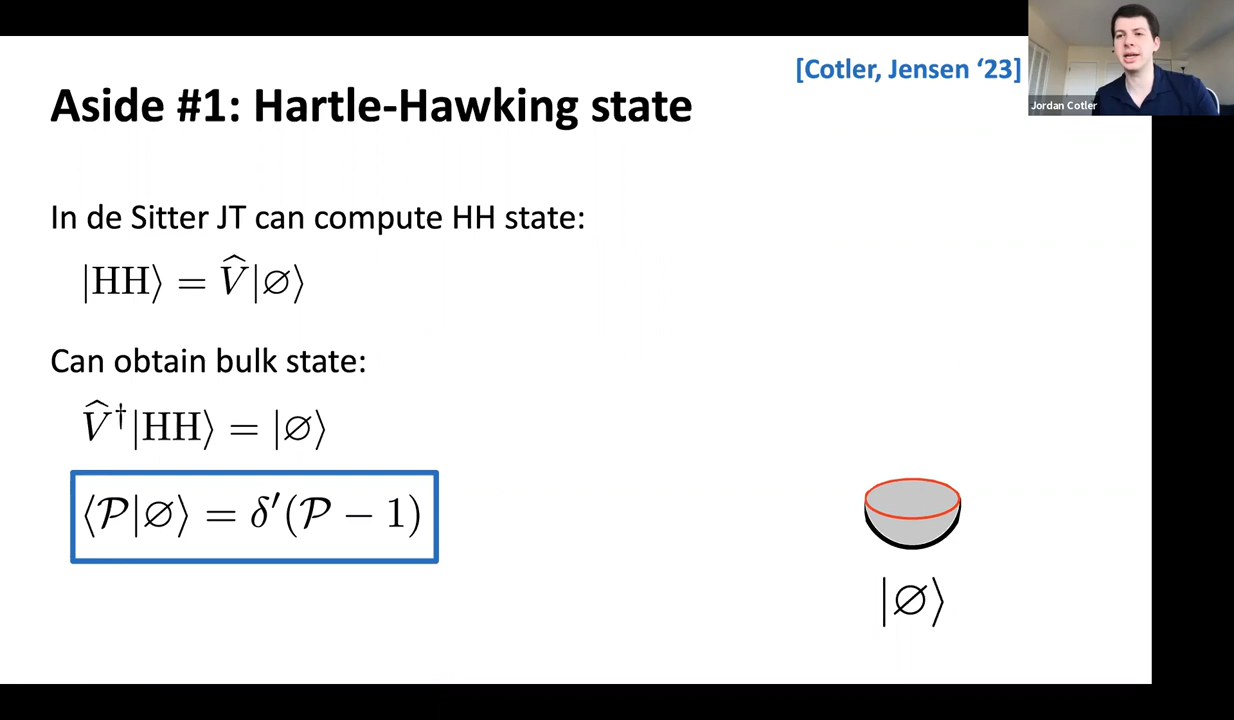 [Cotler, Jensen ‘23]
Jordan Cotler
Aside #1: Hartle-Hawking state
In de Sitter JT can compute HH state:
|HH⟩ = V̂|∅⟩
Can obtain bulk state:
V̂†|HH⟩ = |∅⟩
⟨𝒫|∅⟩ = δ′(𝒫 − 1)
|∅⟩